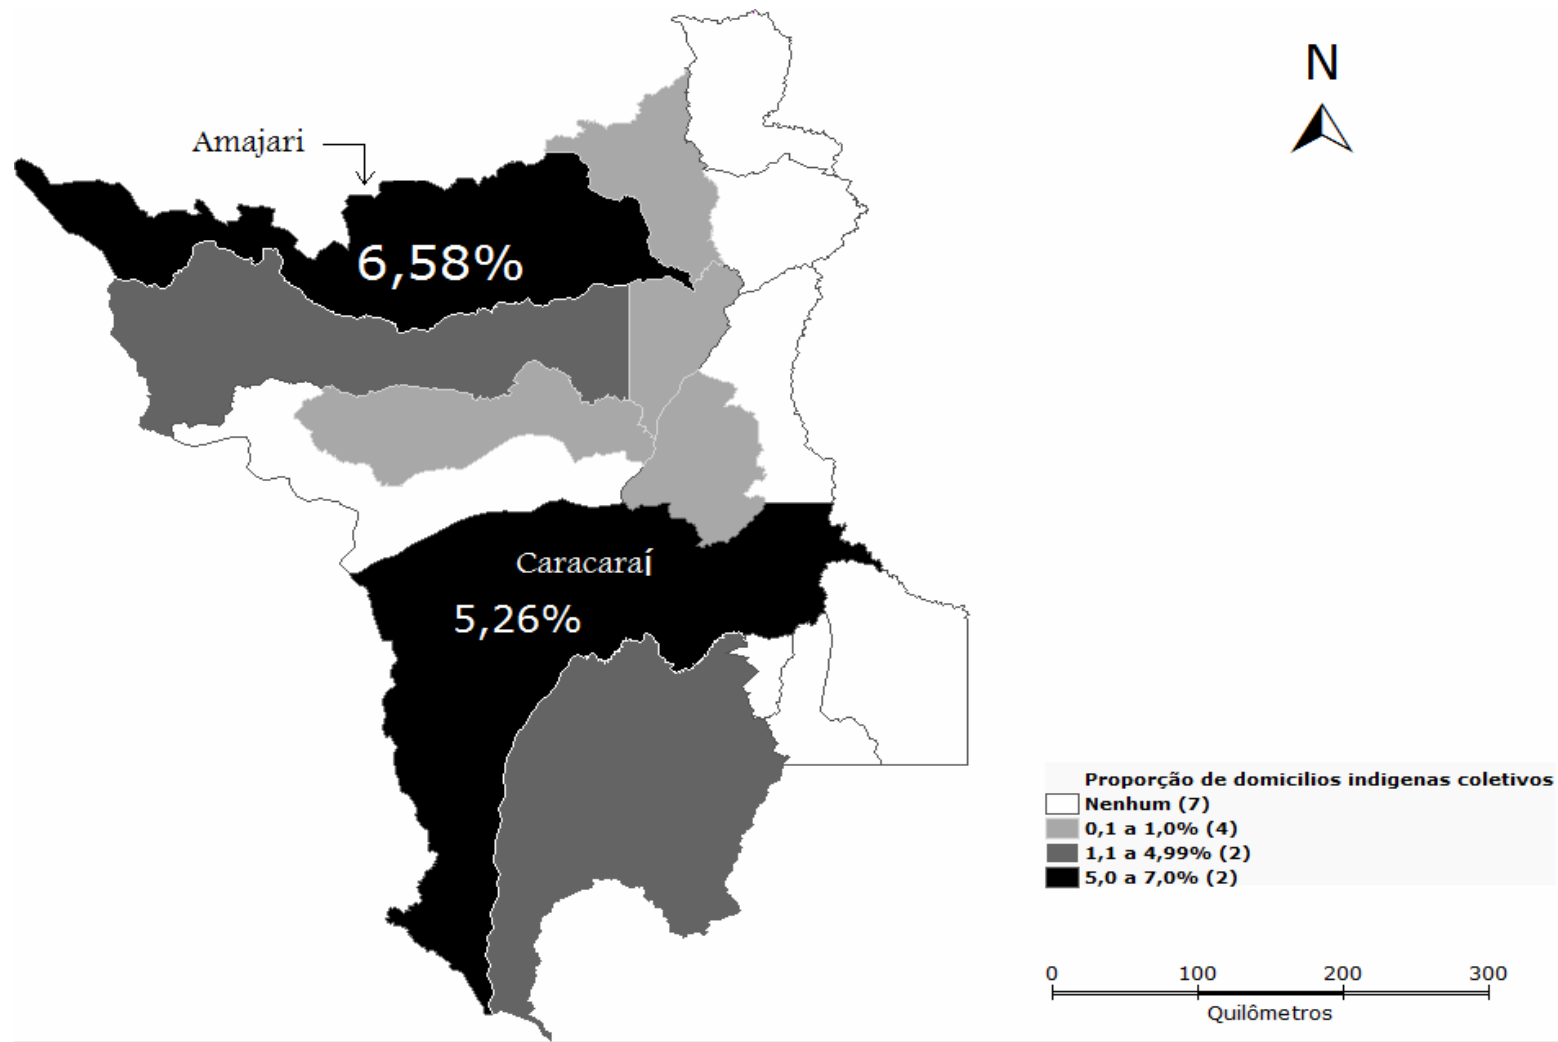 N
Amajari
6,58%
Caracaraí
5,26%
Proporção de domicilios indigenas coletivos
Nenhum (7)
0,1 a 1,0% (4)
1,1 a 4,99% (2)
5,0 a 7,0% (2)
0 100 200 300
Quilômetros